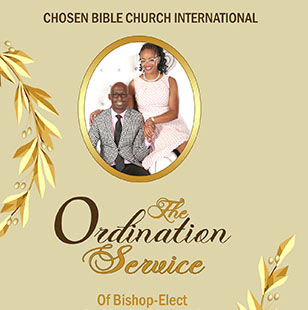 CHOSEN BIBLE CHURCH INTERNATIONAL
The
Ordination
Service
Of Bishop-Elect